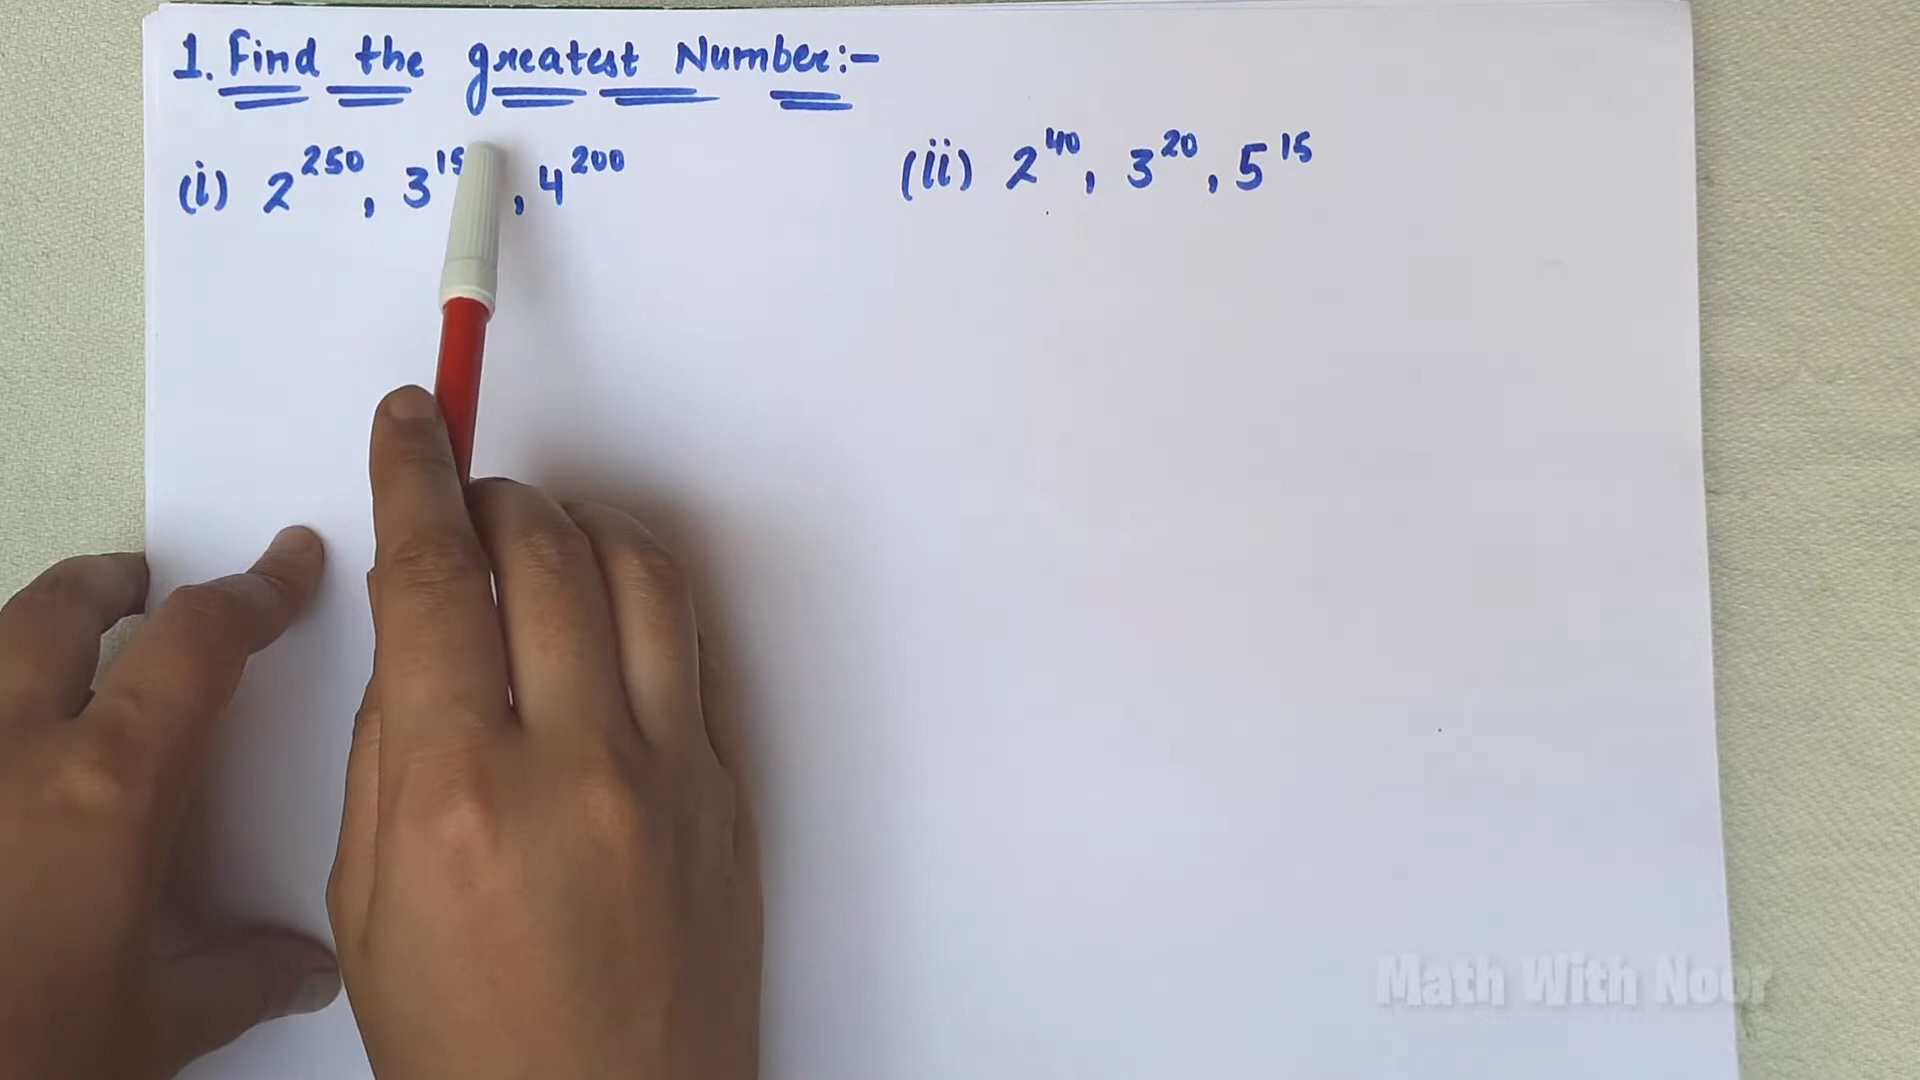 1. Find the greatest Number:-
(i) 2^250, 3^15 , 4^200
(ii) 2^40, 3^20, 5^15
Math With Noor